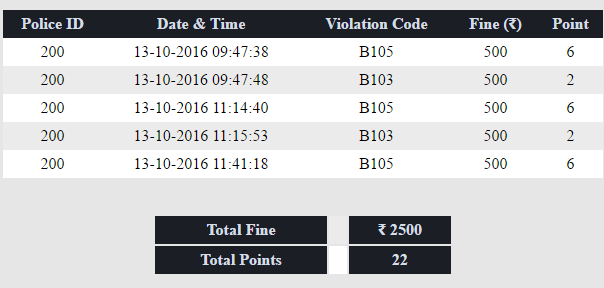 Police ID Date & Time Violation Code Fine (₹) Point
200 13-10-2016 09:47:38 B105 500 6
200 13-10-2016 09:47:48 B103 500 2
200 13-10-2016 11:14:40 B105 500 6
200 13-10-2016 11:15:53 B103 500 2
200 13-10-2016 11:41:18 B105 500 6
Total Fine ₹ 2500
Total Points 22